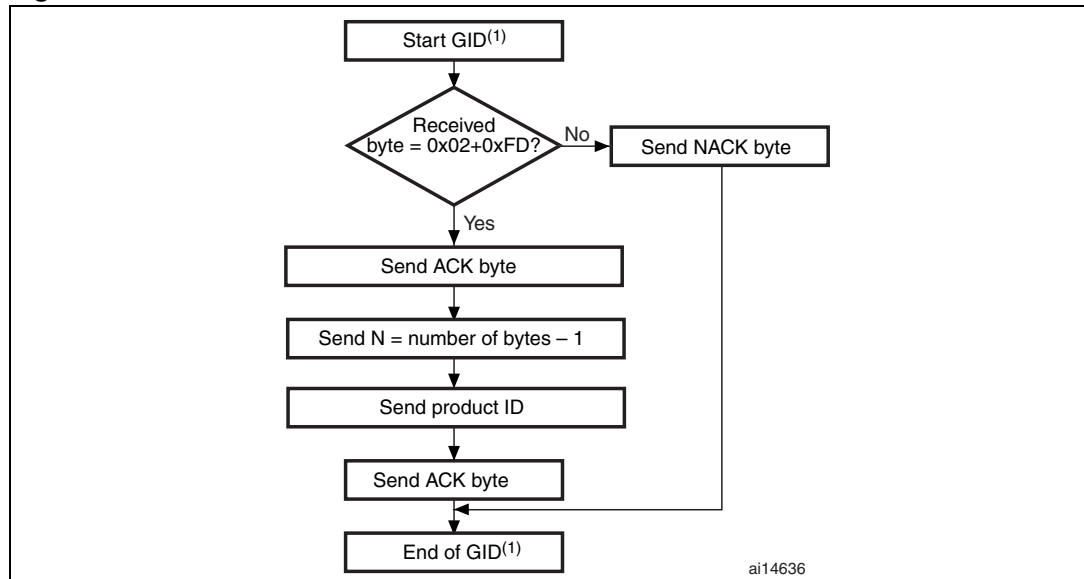 Start GID(1)
Received
byte = 0x02+0xFD?
No
Send NACK byte
Yes
Send ACK byte
Send N = number of bytes – 1
Send product ID
Send ACK byte
End of GID(1)
ai14636